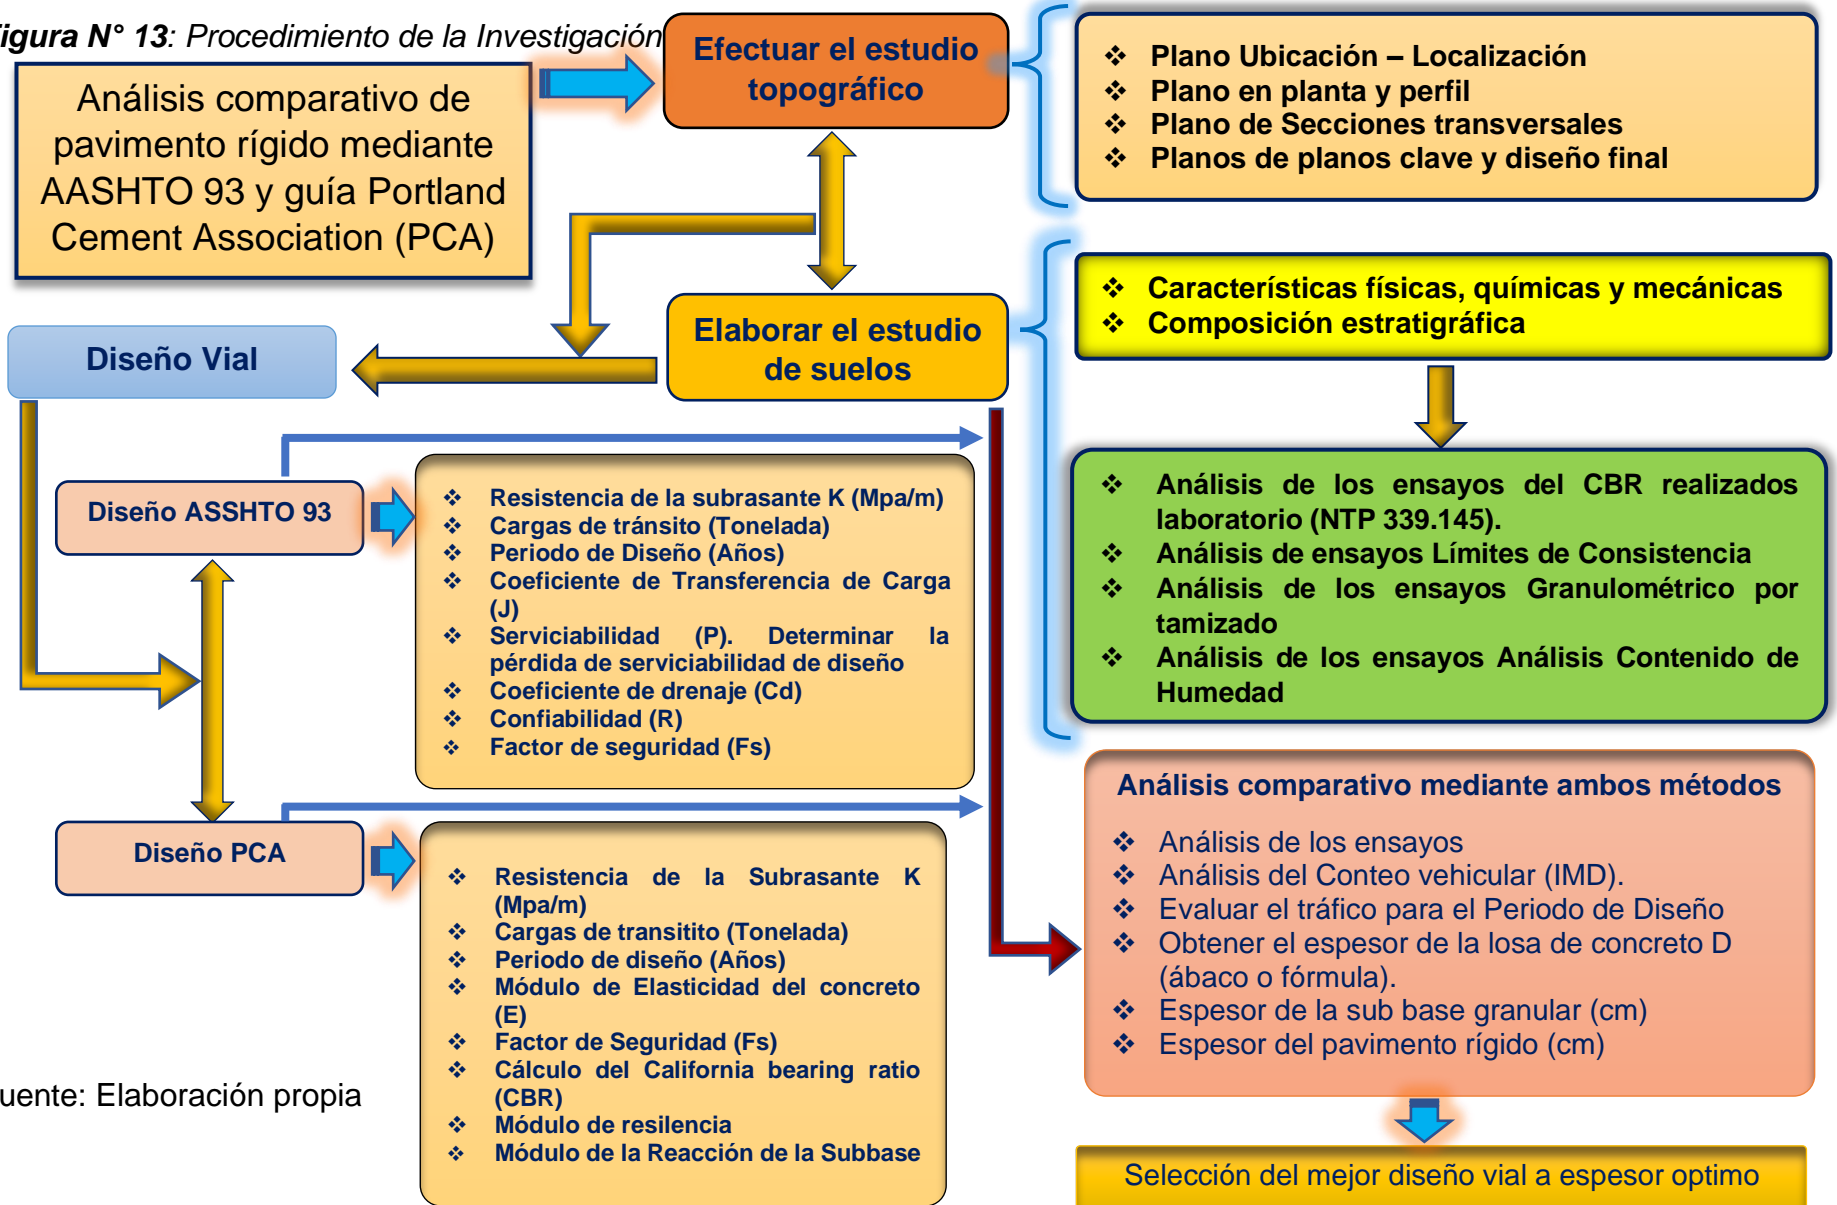 igura N° 13: Procedimiento de la Investigación
Análisis comparativo de
pavimento rígido mediante
AASHTO 93 y guía Portland
Cement Association (PCA)
Efectuar el estudio
topográfico
❖ Plano Ubicación – Localización
❖ Plano en planta y perfil
❖ Plano de Secciones transversales
❖ Planos de planos clave y diseño final
Elaborar el estudio
de suelos
❖ Características físicas, químicas y mecánicas
❖ Composición estratigráfica
Diseño Vial
❖ Análisis de los ensayos del CBR realizados
laboratorio (NTP 339.145).
❖ Análisis de ensayos Límites de Consistencia
❖ Análisis de los ensayos Granulométrico por
tamizado
❖ Análisis de los ensayos Análisis Contenido de
Humedad
Diseño ASSHTO 93
❖ Resistencia de la subrasante K (Mpa/m)
❖ Cargas de tránsito (Tonelada)
❖ Periodo de Diseño (Años)
❖ Coeficiente de Transferencia de Carga
(J)
❖ Serviciabilidad (P). Determinar la
pérdida de serviciabilidad de diseño
❖ Coeficiente de drenaje (Cd)
❖ Confiabilidad (R)
❖ Factor de seguridad (Fs)
Diseño PCA
❖ Resistencia de la Subrasante K
(Mpa/m)
❖ Cargas de transitito (Tonelada)
❖ Periodo de diseño (Años)
❖ Módulo de Elasticidad del concreto
(E)
❖ Factor de Seguridad (Fs)
❖ Cálculo del California bearing ratio
(CBR)
❖ Módulo de resilencia
❖ Módulo de la Reacción de la Subbase
Análisis comparativo mediante ambos métodos
❖ Análisis de los ensayos
❖ Análisis del Conteo vehicular (IMD).
❖ Evaluar el tráfico para el Periodo de Diseño
❖ Obtener el espesor de la losa de concreto D
(ábaco o fórmula).
❖ Espesor de la sub base granular (cm)
❖ Espesor del pavimento rígido (cm)
Selección del mejor diseño vial a espesor optimo
uente: Elaboración propia